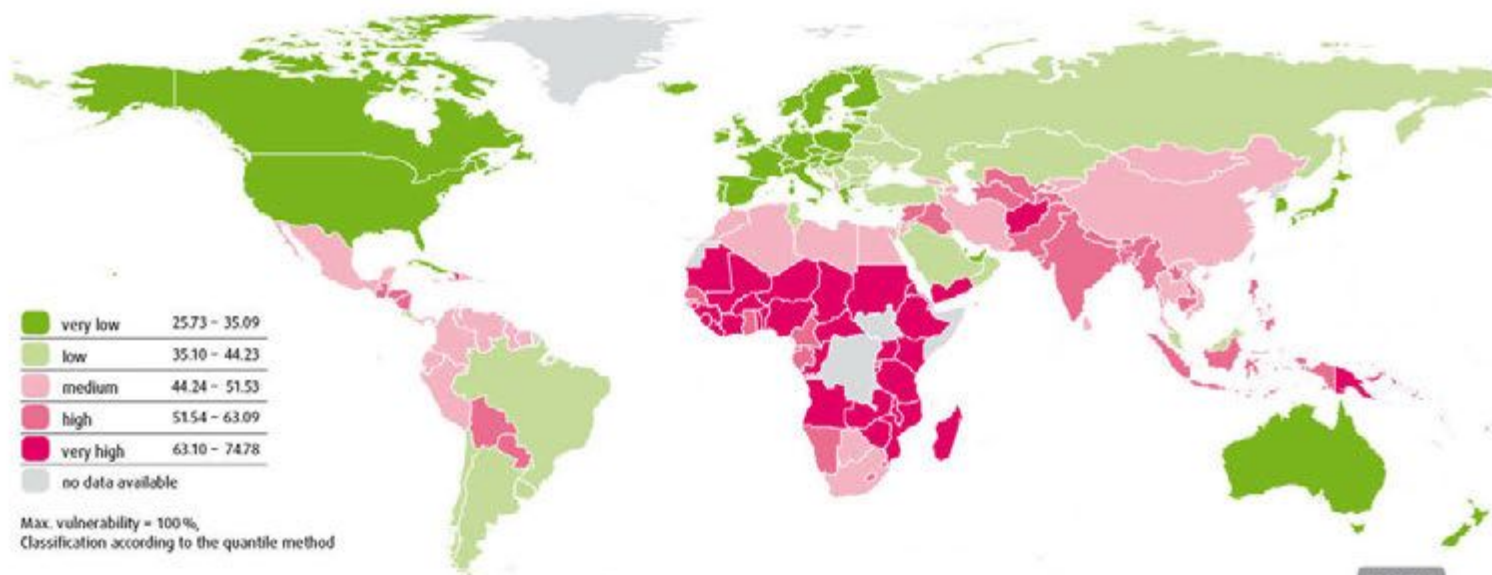 very low 25.73 – 35.09
low 35.10 – 44.23
medium 44.24 – 51.53
high 51.54 – 63.09
very high 63.10 – 74.78
no data available
Max. vulnerability = 100 %,
Classification according to the quantile method